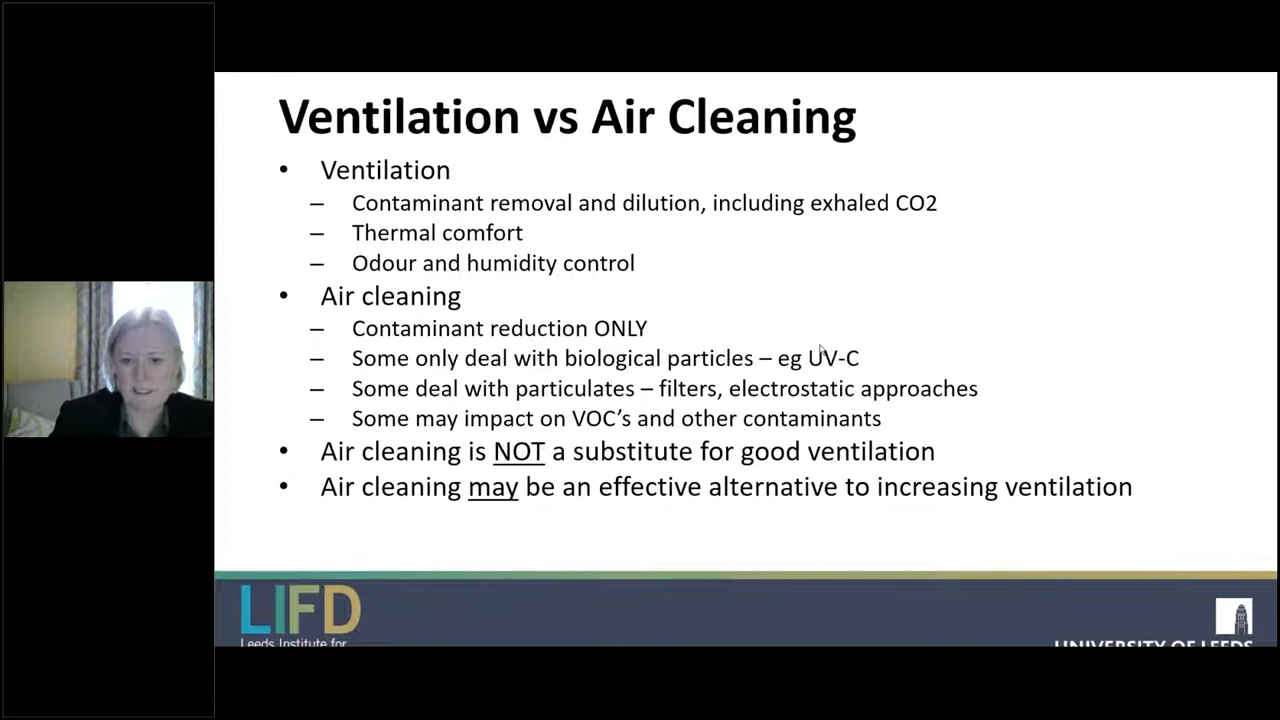 Ventilation vs Air Cleaning
• Ventilation
– Contaminant removal and dilution, including exhaled CO2
– Thermal comfort
– Odour and humidity control
• Air cleaning
– Contaminant reduction ONLY
– Some only deal with biological particles – eg UV-C
– Some deal with particulates – filters, electrostatic approaches
– Some may impact on VOC's and other contaminants
• Air cleaning is NOT a substitute for good ventilation
• Air cleaning may be an effective alternative to increasing ventilation
LIFD
Leeds Institute for
UNIVERSITY OF LEEDS